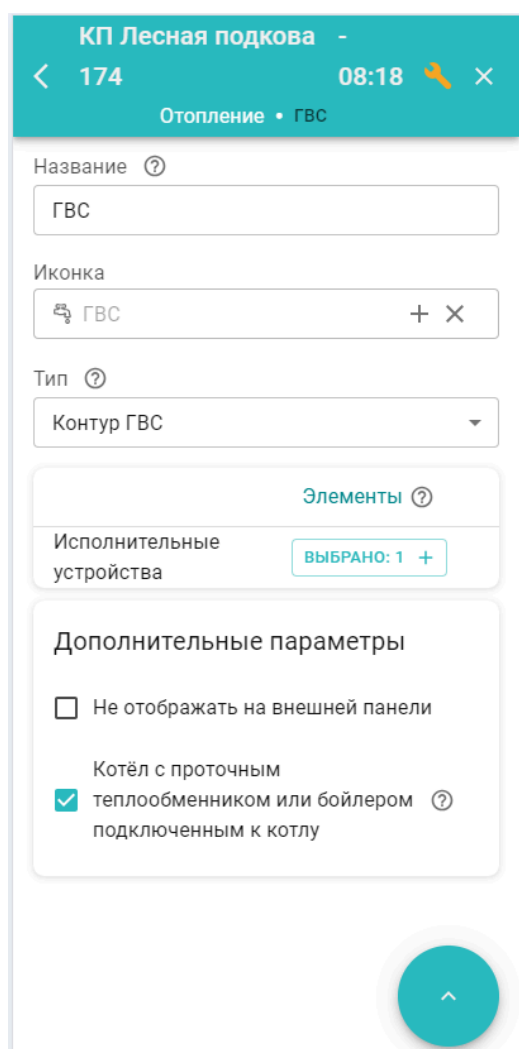 КП Лесная подкова -
174 08:18
Отопление • ГВС
Название
ГВС
Иконка
ГВС
Тип
Контур ГВС
Элементы
Исполнительные
устройства
ВЫБРАНО: 1 +
Дополнительные параметры
Не отображать на внешней панели
Котёл с проточным
теплообменником или бойлером
подключенным к котлу